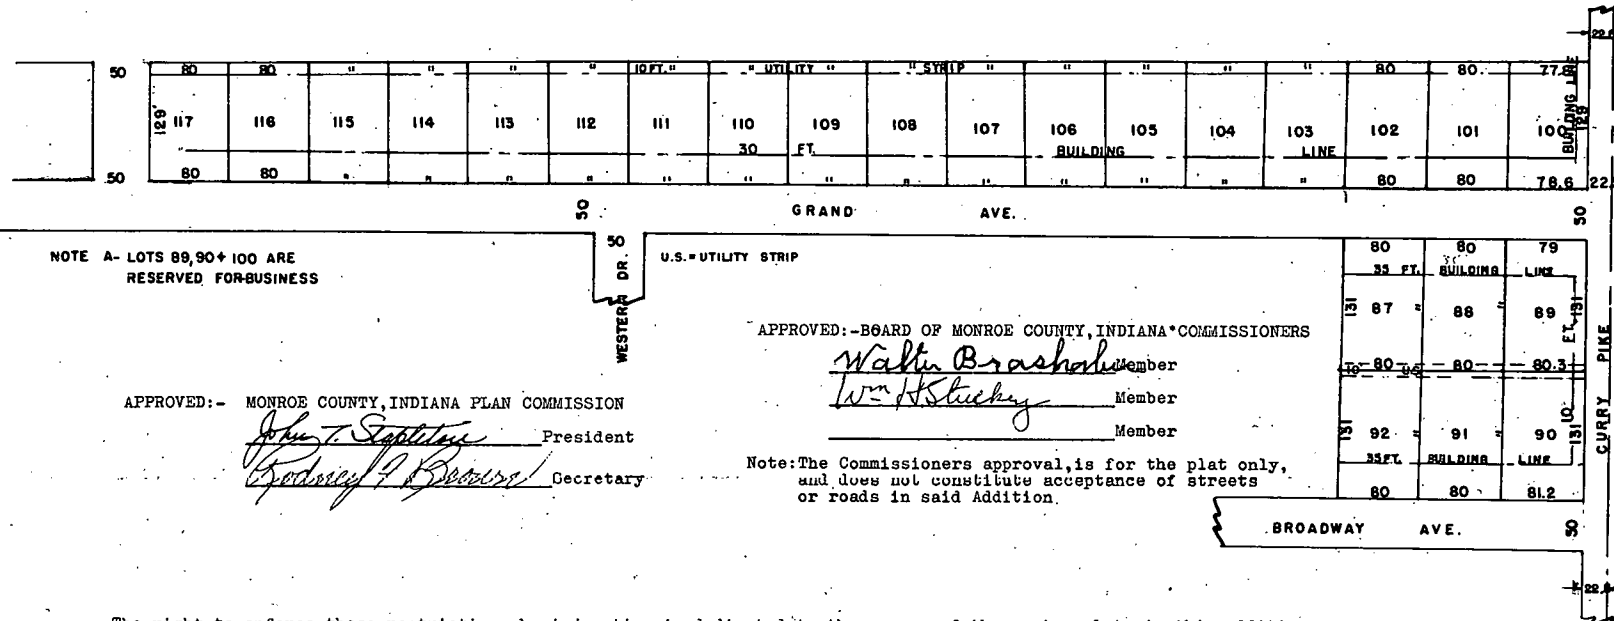 22.
50 80 80 " " " " 10 FT. " " UTILITY " " STRIP " " " " 80 80 77.8
129' 117 116 115 114 113 112 111 110 109 108 107 106 105 104 103 102 101 100 129
BUILDING LINE
30 FT. BUILDING LINE
50 80 80 " " " " " " " " " " " " 80 80 78.6 22
50 GRAND AVE. 50
NOTE A- LOTS 89,90+ 100 ARE
RESERVED FOR BUSINESS
50
WESTERN DR.
U.S.= UTILITY STRIP
80 80 79
35 FT. BUILDING LINE
131 87 " 88 " 89 131
80 80 80.3
10 FT.
131 92 " 91 " 90 131
35 FT. BUILDING LINE
80 80 81.2
CURRY PIKE
APPROVED:-BOARD OF MONROE COUNTY,INDIANA COMMISSIONERS
Walter Member
Wm H Stuckey Member
Member
APPROVED:- MONROE COUNTY,INDIANA PLAN COMMISSION
John T. Stapleton President
Rodney F Brown Secretary
Note:The Commissioners approval,is for the plat only,
and does not constitute acceptance of streets
or roads in said Addition.
BROADWAY AVE. 50
22.